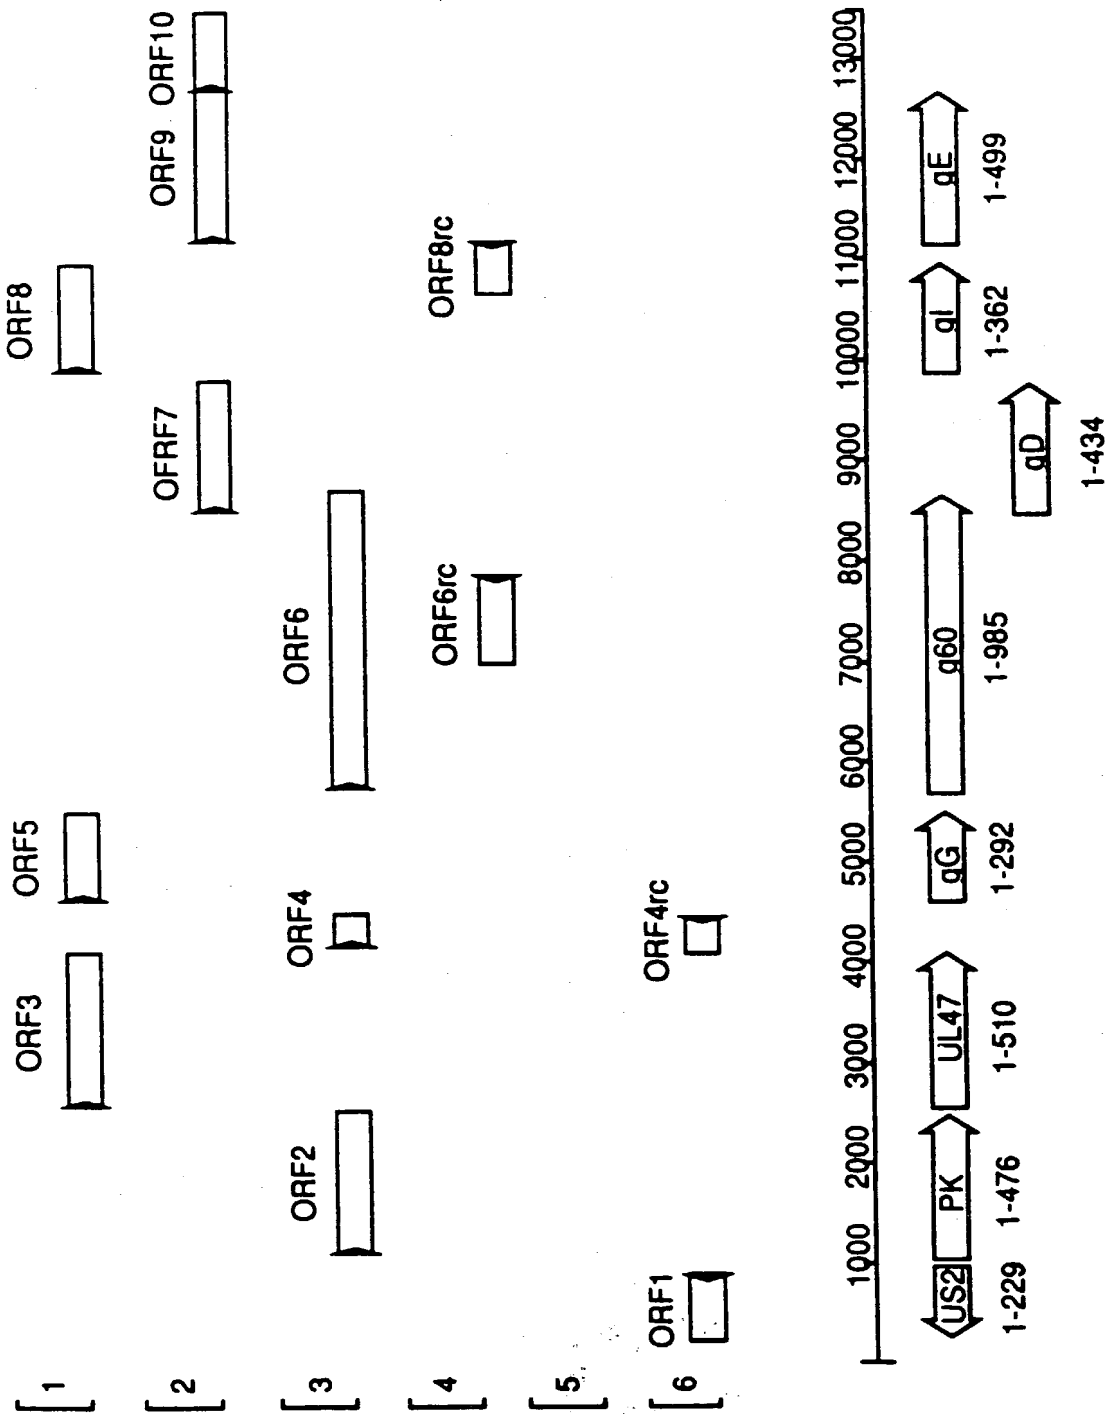 1
ORF3
ORF5
ORF8
2
OFRF7
ORF9
ORF10
3
ORF2
ORF4
ORF6
4
ORF6rc
ORF8rc
5
6
ORF1
ORF4rc
1000 2000 3000 4000 5000 6000 7000 8000 9000 10000 11000 12000 13000
US2 PK UL47 gG g60 gI gE
1-229 1-476 1-510 1-292 1-985 1-362 1-499
gD
1-434